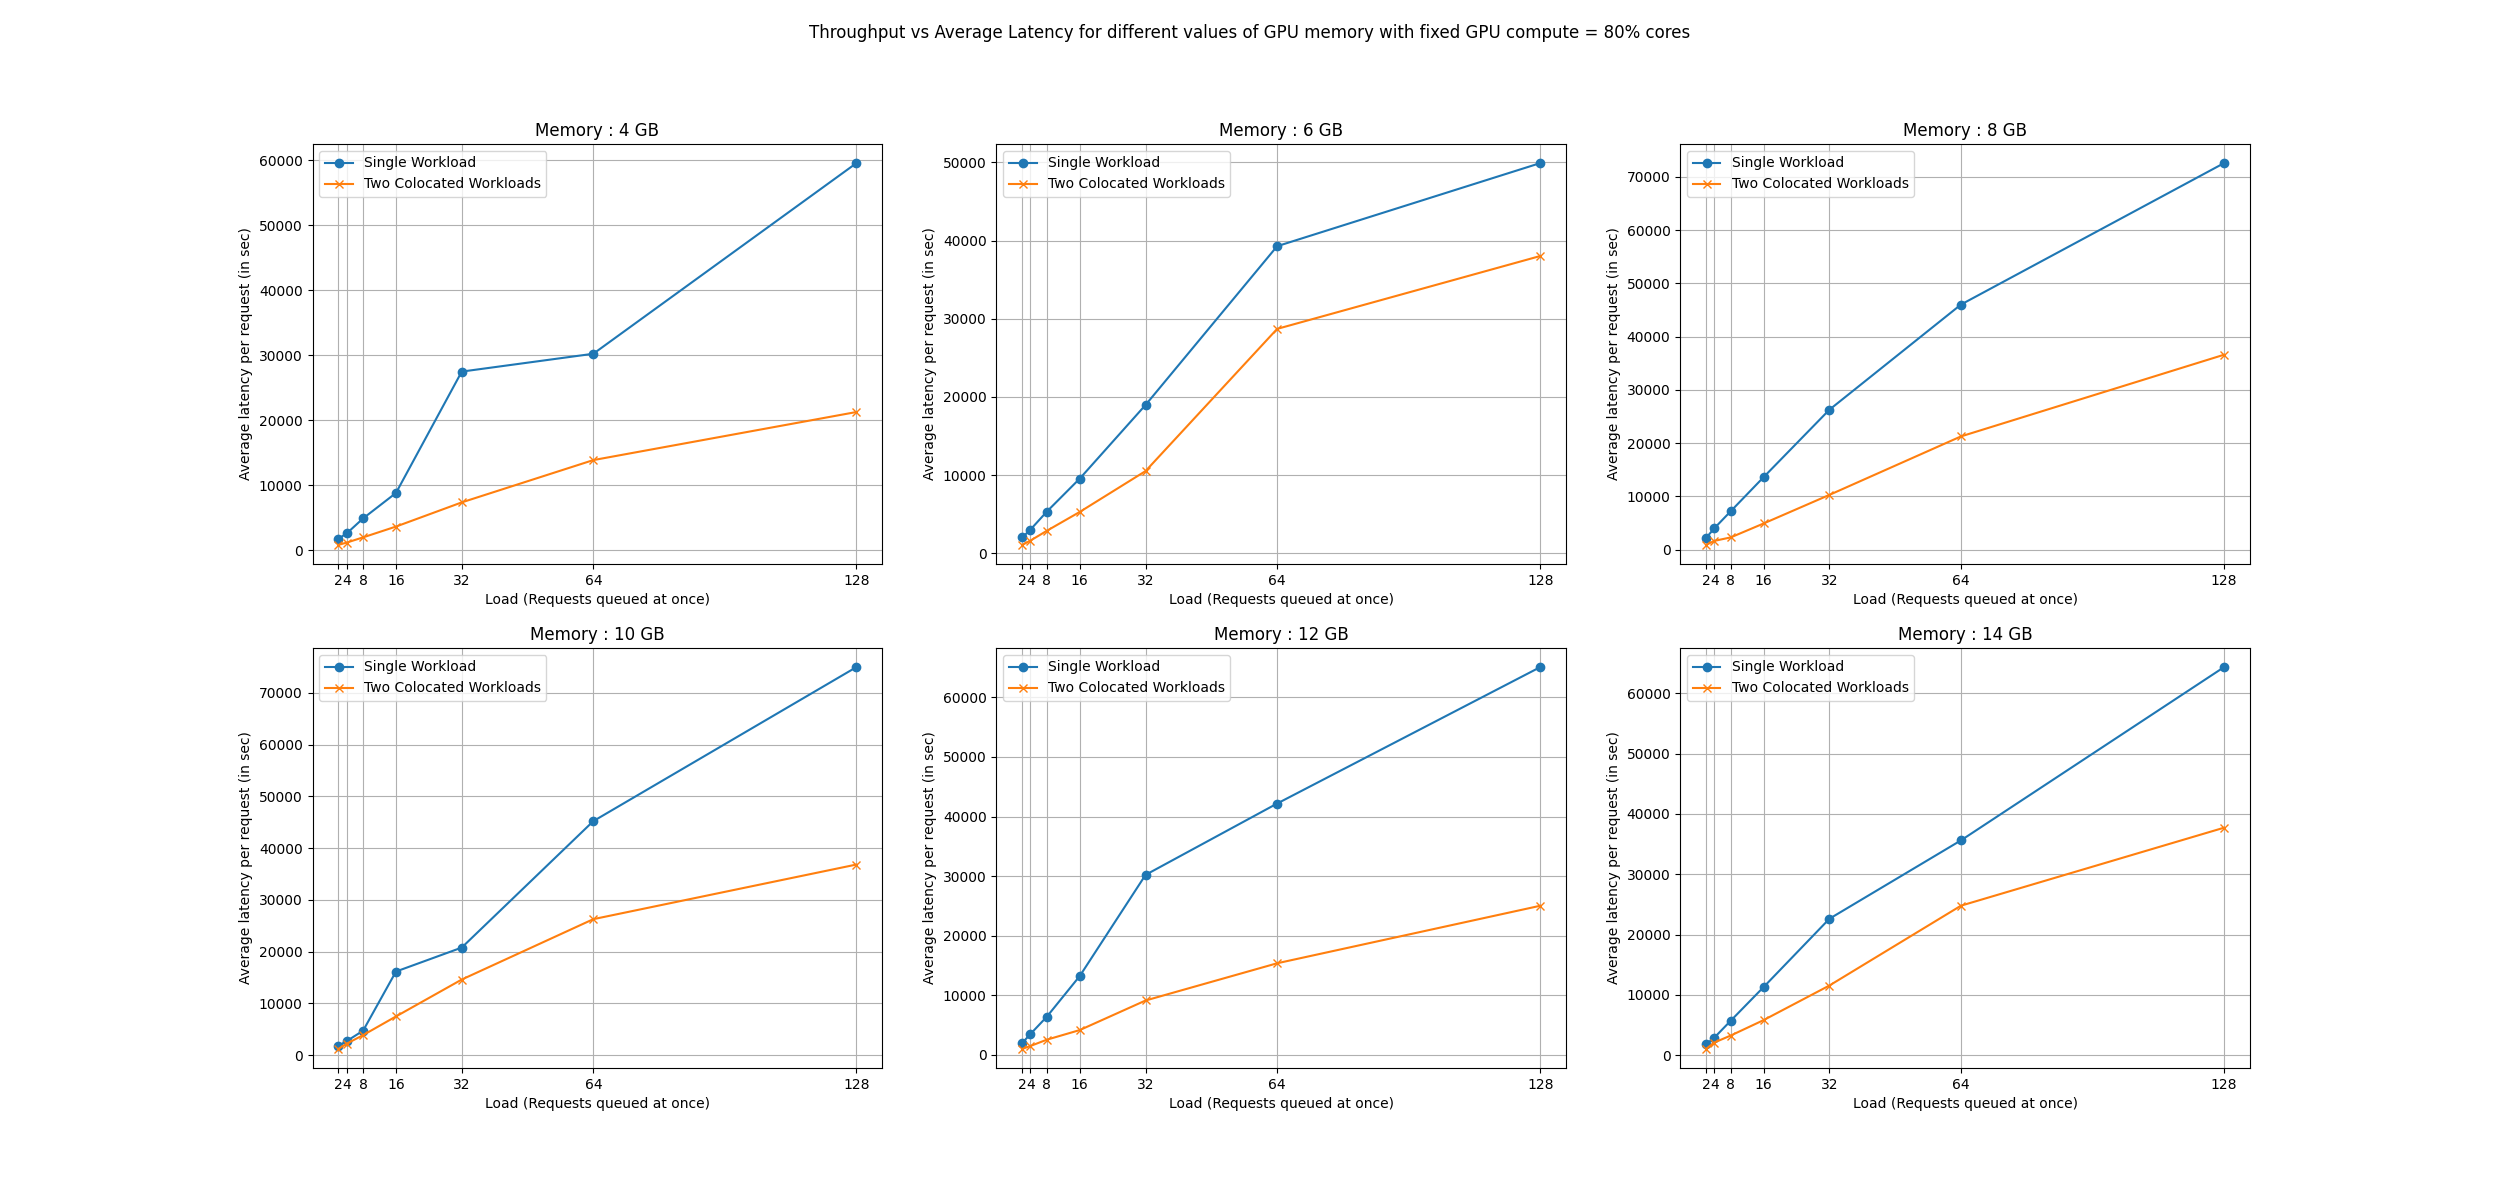 Throughput vs Average Latency for different values of GPU memory with fixed GPU compute = 80% cores
Memory : 4 GB
Single Workload
Two Colocated Workloads
Average latency per request (in sec)
60000
50000
40000
30000
20000
10000
0
2 4 8 16 32 64 128
Load (Requests queued at once)
Memory : 6 GB
Single Workload
Two Colocated Workloads
Average latency per request (in sec)
50000
40000
30000
20000
10000
0
2 4 8 16 32 64 128
Load (Requests queued at once)
Memory : 8 GB
Single Workload
Two Colocated Workloads
Average latency per request (in sec)
70000
60000
50000
40000
30000
20000
10000
0
2 4 8 16 32 64 128
Load (Requests queued at once)
Memory : 10 GB
Single Workload
Two Colocated Workloads
Average latency per request (in sec)
70000
60000
50000
40000
30000
20000
10000
0
2 4 8 16 32 64 128
Load (Requests queued at once)
Memory : 12 GB
Single Workload
Two Colocated Workloads
Average latency per request (in sec)
60000
50000
40000
30000
20000
10000
0
2 4 8 16 32 64 128
Load (Requests queued at once)
Memory : 14 GB
Single Workload
Two Colocated Workloads
Average latency per request (in sec)
60000
50000
40000
30000
20000
10000
0
2 4 8 16 32 64 128
Load (Requests queued at once)